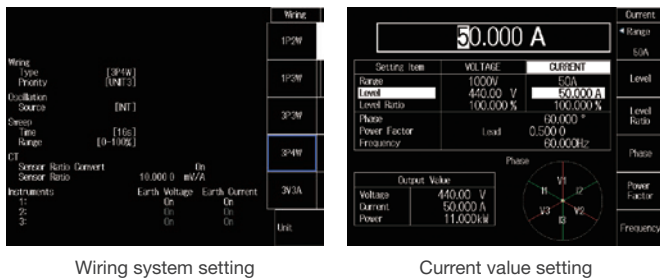 Wiring
1P2W
Wiring
Type [3P4W]
Priority [UNIT3]
1P3W
Oscillation
Source [INT]
3P3W
Sweep
Time [16s]
Range [0-100%]
3P4W
CT
Sensor Ratio Convert On
Sensor Ratio 10.000 0 mV/A
3V3A
Instruments Earth Voltage Earth Current
1: On On
2: On On
3: On On
Unit
Wiring system setting
Current
50.000 A
Range
50A
Setting Item VOLTAGE CURRENT
Range 1000V 50A
Level 440.00 V 50.000 A
Level Ratio 100.000 % 100.000 %
Phase 60.000 °
Power Factor Lead 0.500 0
Frequency 60.000Hz
Level
Level
Ratio
Phase
Phase
Output Value
Voltage 440.00 V
Current 50.000 A
Power 11.000kW
V1
I1 I2
V3 V2
I3
Power
Factor
Frequency
Current value setting